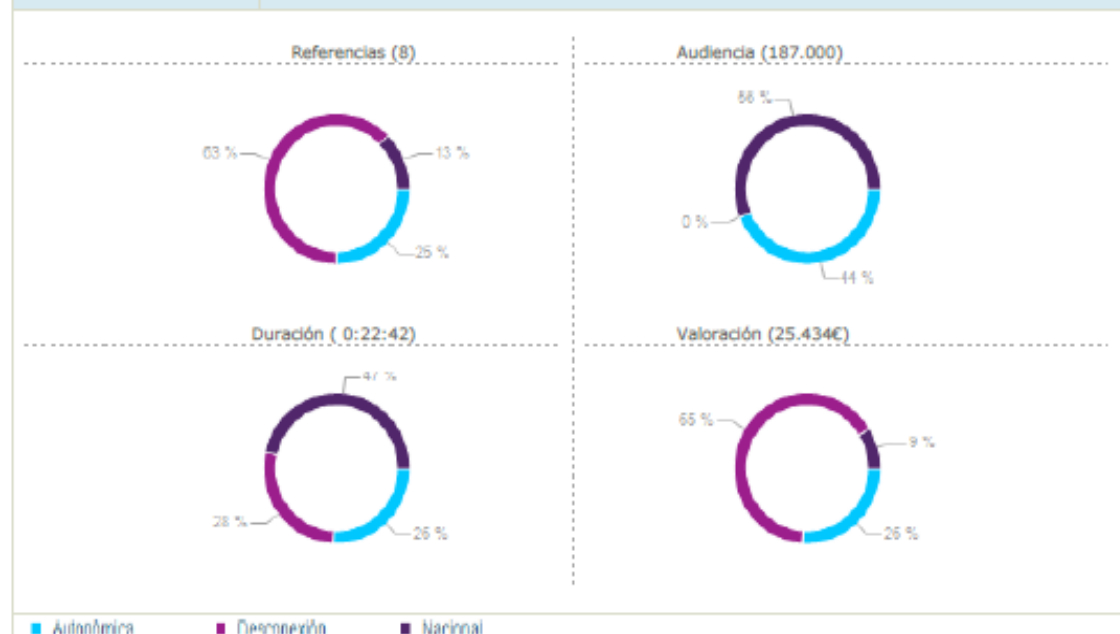 Referencias (8)
63 %
13 %
25 %
Audiencia (187.000)
56 %
0 %
44 %
Duración ( 0:22:42)
47 %
28 %
26 %
Valoración (25.434€)
65 %
9 %
26 %
Autonómica
Desconexión
Nacional